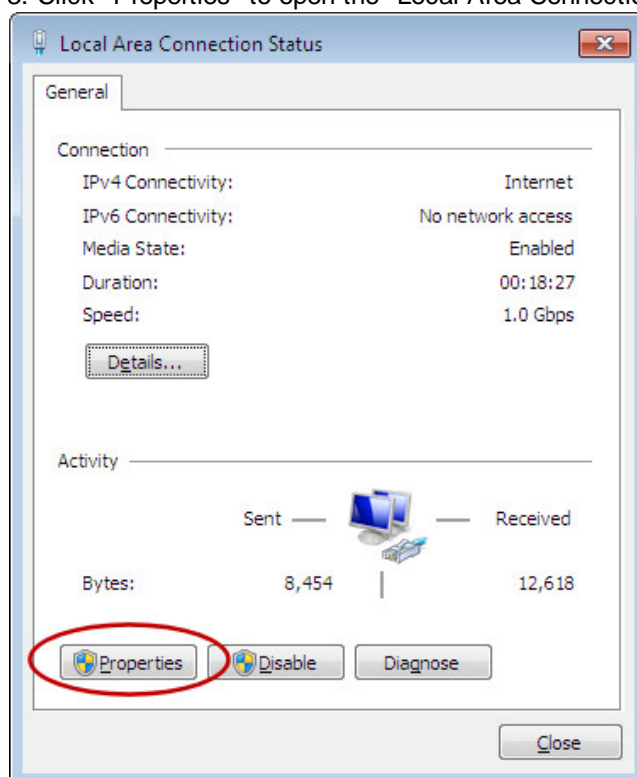 Click "Properties" to open the "Local Area Connectio
Local Area Connection Status
General
Connection
IPv4 Connectivity: Internet
IPv6 Connectivity: No network access
Media State: Enabled
Duration: 00:18:27
Speed: 1.0 Gbps
Details...
Activity
Sent Received
Bytes: 8,454 12,618
Properties Disable Diagnose
Close